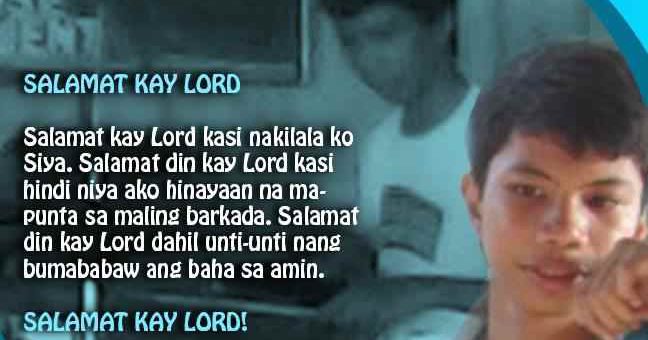 SALAMAT KAY LORD
Salamat kay Lord kasi nakilala ko
Siya. Salamat din kay Lord kasi
hindi niya ako hinayaan na ma-
punta sa maling barkada. Salamat
din kay Lord dahil unti-unti nang
bumababaw ang baha sa amin.
SALAMAT KAY LORD!